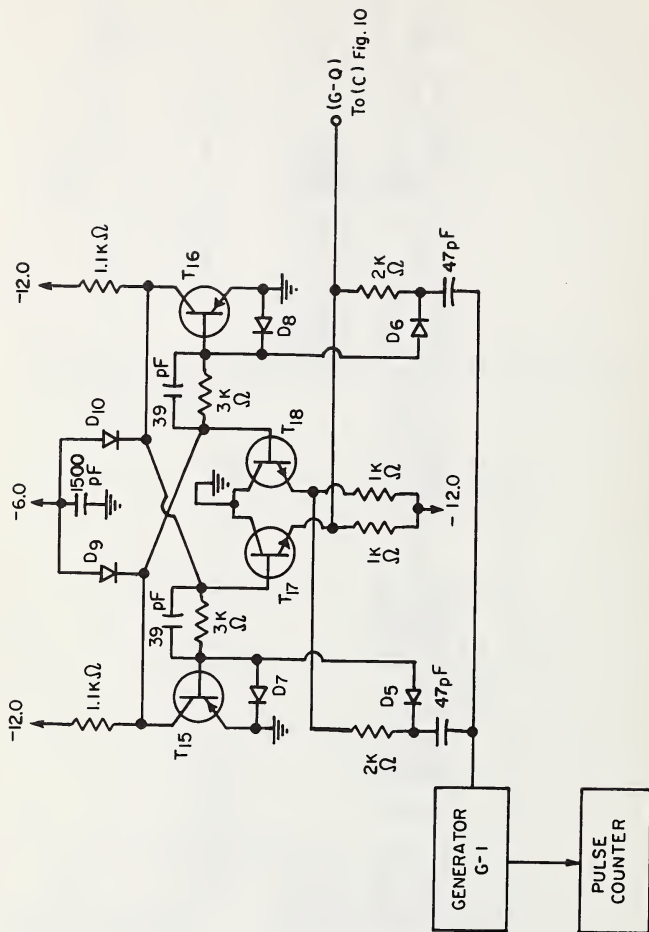 -12.0
-6.0
-12.0
1.1K Ω
1500
pF
D9
D10
1.1K Ω
T15
39
pF
3K
Ω
39
pF
3K
Ω
T16
D7
T17
T18
D8
(G-Q)
To (C) Fig. 10
D5
2K
Ω
47pF
1K
Ω
1K
Ω
-12.0
D6
2K
Ω
47pF
GENERATOR
G-1
PULSE
COUNTER